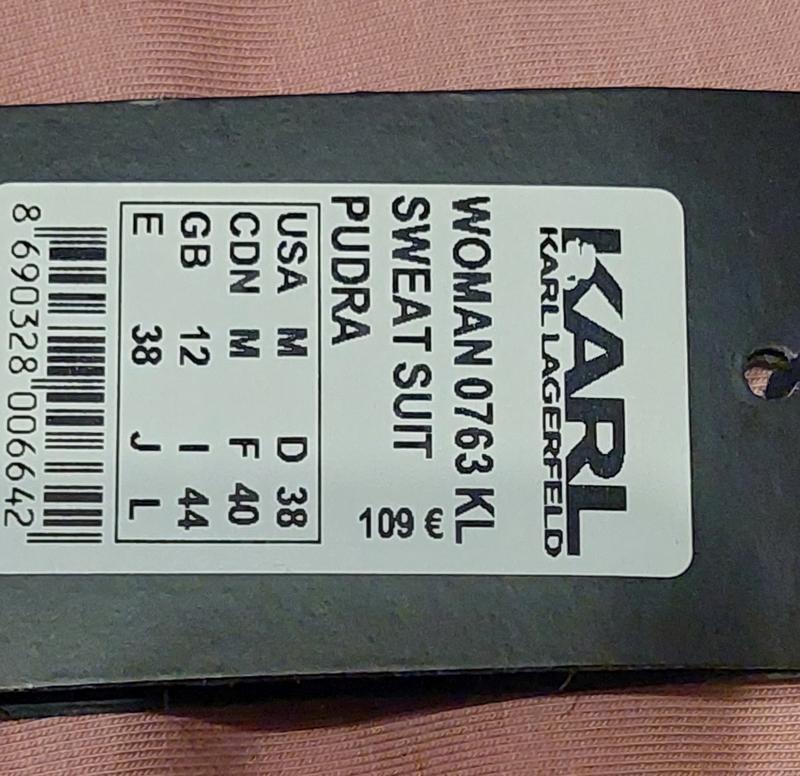 KARL
KARL LAGERFELD
WOMAN 0763 KL
SWEAT SUIT
PUDRA
109 €
USA M D 38
CDN M F 40
GB 12 I 44
E 38 J L
8 690328 006642